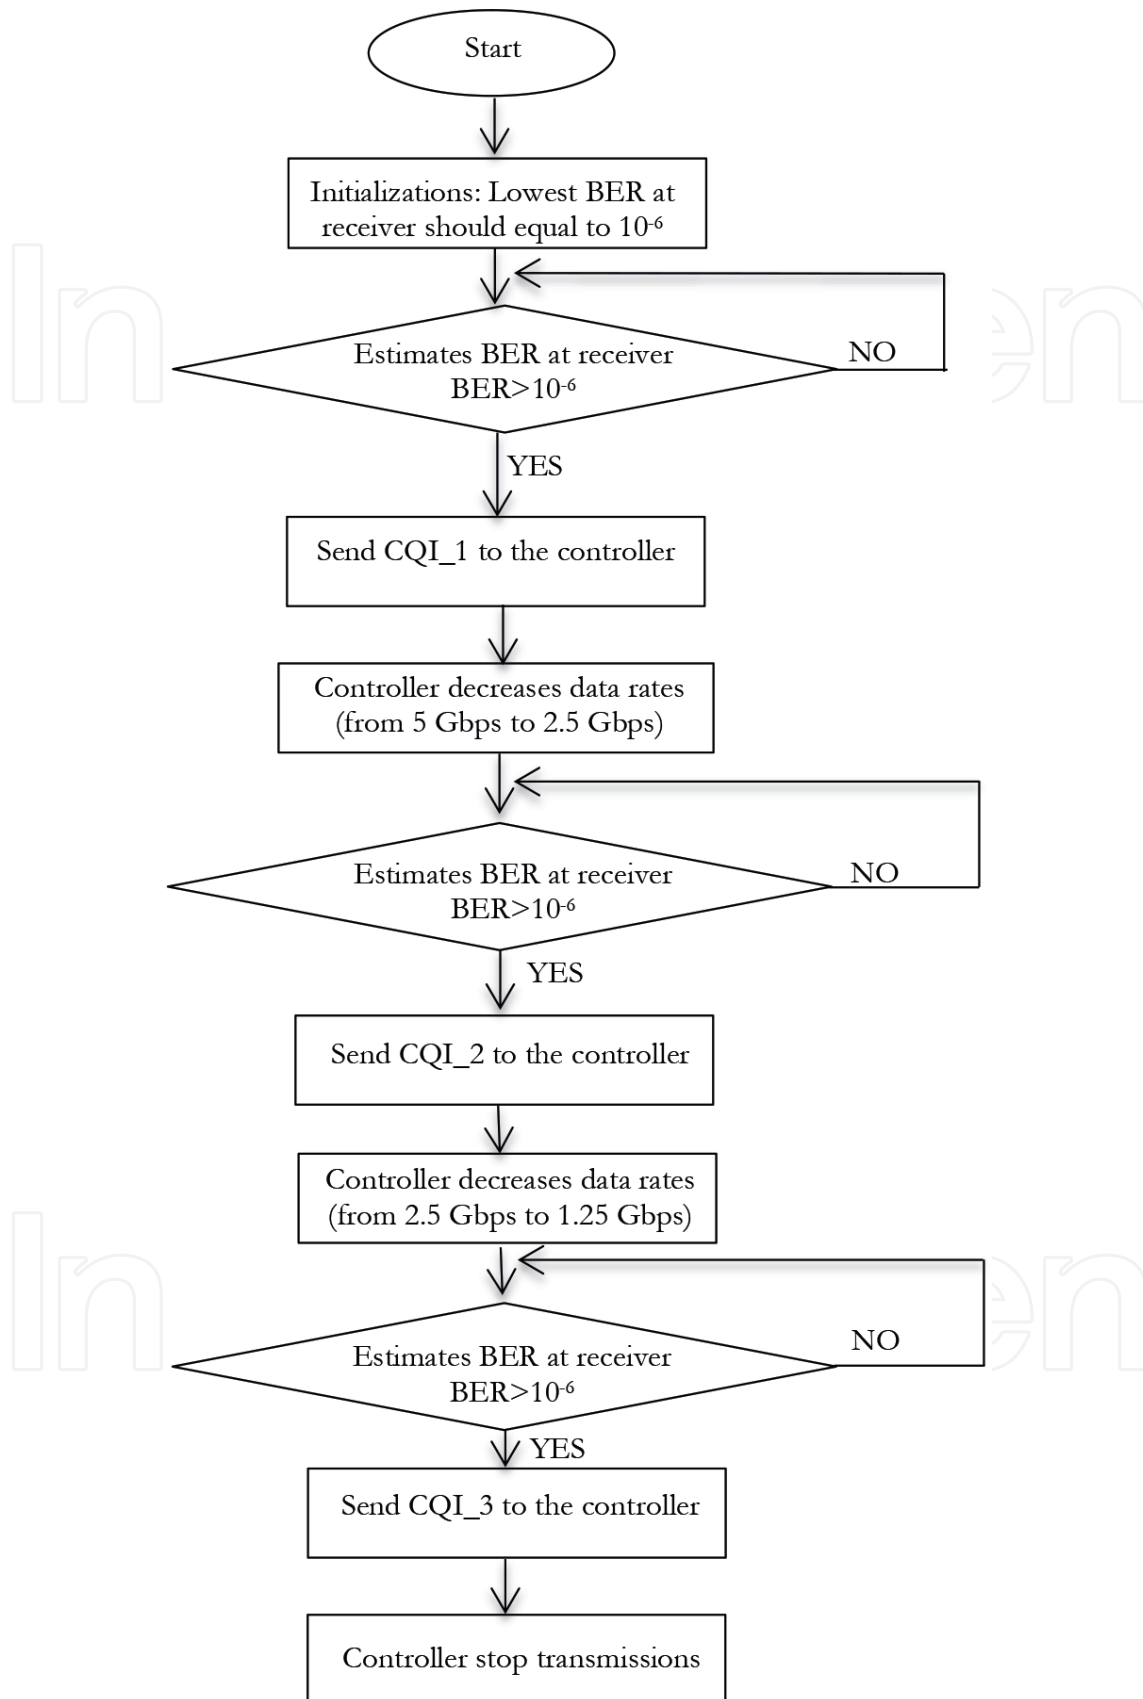 Start
Initializations: Lowest BER at
receiver should equal to 10⁻⁶
Estimates BER at receiver
BER>10⁻⁶
NO
YES
Send CQI_1 to the controller
Controller decreases data rates
(from 5 Gbps to 2.5 Gbps)
Estimates BER at receiver
BER>10⁻⁶
NO
YES
Send CQI_2 to the controller
Controller decreases data rates
(from 2.5 Gbps to 1.25 Gbps)
Estimates BER at receiver
BER>10⁻⁶
NO
YES
Send CQI_3 to the controller
Controller stop transmissions